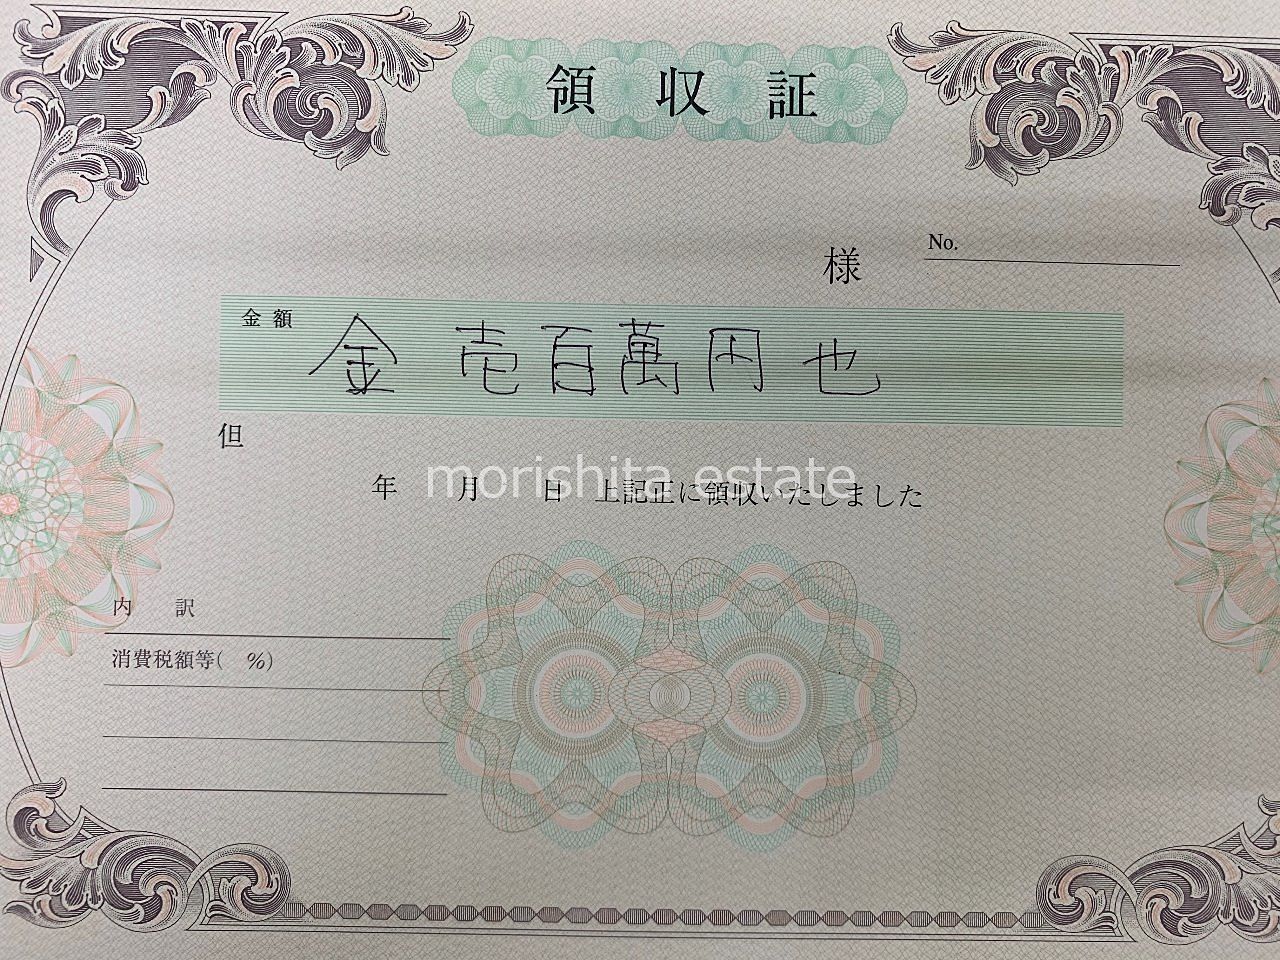 領収証
様
No.
金額 金 壱百萬円也
但
年 月 日 上記正に領収いたしました
morishita estate
内 訳
消費税額等( %)